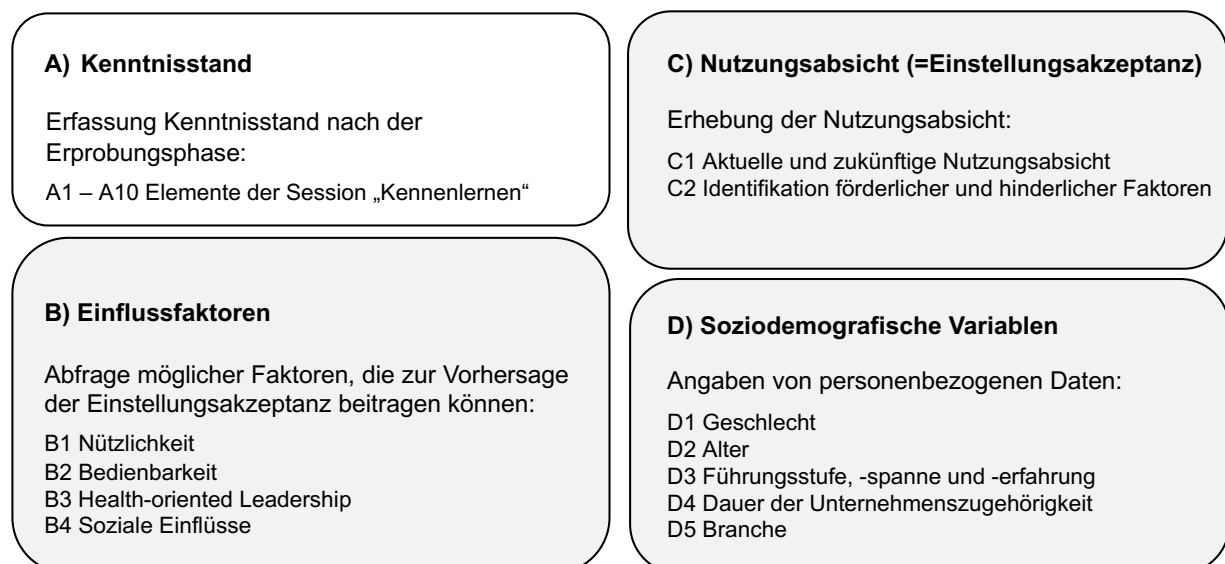 A) Kenntnisstand
Erfassung Kenntnisstand nach der
Erprobungsphase:
A1 – A10 Elemente der Session „Kennenlernen“
B) Einflussfaktoren
Abfrage möglicher Faktoren, die zur Vorhersage
der Einstellungsakzeptanz beitragen können:
B1 Nützlichkeit
B2 Bedienbarkeit
B3 Health-oriented Leadership
B4 Soziale Einflüsse
C) Nutzungsabsicht (=Einstellungsakzeptanz)
Erhebung der Nutzungsabsicht:
C1 Aktuelle und zukünftige Nutzungsabsicht
C2 Identifikation förderlicher und hinderlicher Faktoren
D) Soziodemografische Variablen
Angaben von personenbezogenen Daten:
D1 Geschlecht
D2 Alter
D3 Führungsstufe, -spanne und -erfahrung
D4 Dauer der Unternehmenszugehörigkeit
D5 Branche